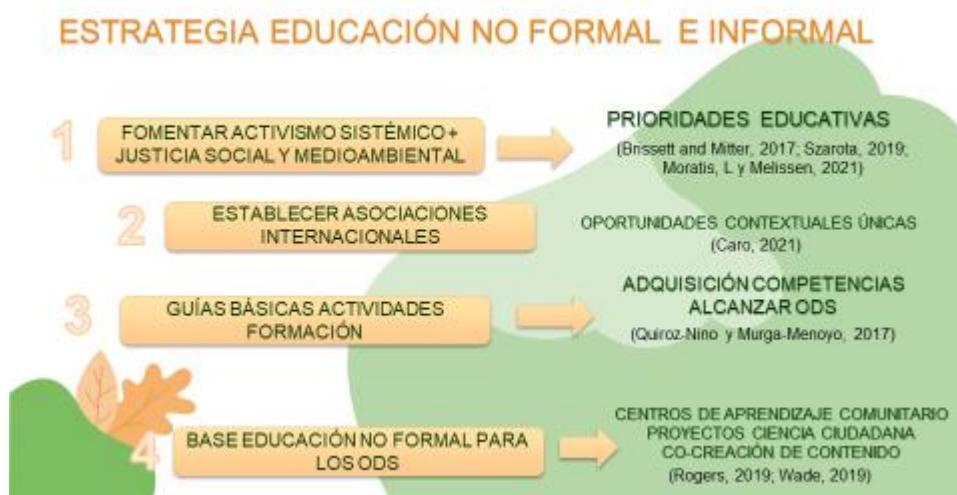 ESTRATEGIA EDUCACIÓN NO FORMAL E INFORMAL
1
FOMENTAR ACTIVISMO SISTÉMICO +
JUSTICIA SOCIAL Y MEDIOAMBIENTAL
PRIORIDADES EDUCATIVAS
(Brissett and Mitter, 2017; Szarota, 2019;
Moratis, L y Melissen, 2021)
2
ESTABLECER ASOCIACIONES
INTERNACIONALES
OPORTUNIDADES CONTEXTUALES ÚNICAS
(Caro, 2021)
3
GUÍAS BÁSICAS ACTIVIDADES
FORMACIÓN
ADQUISICIÓN COMPETENCIAS
ALCANZAR ODS
(Quiroz-Nino y Murga-Menoyo, 2017)
4
BASE EDUCACIÓN NO FORMAL PARA
LOS ODS
CENTROS DE APRENDIZAJE COMUNITARIO
PROYECTOS CIENCIA CIUDADANA
CO-CREACIÓN DE CONTENIDO
(Rogers, 2019; Wade, 2019)